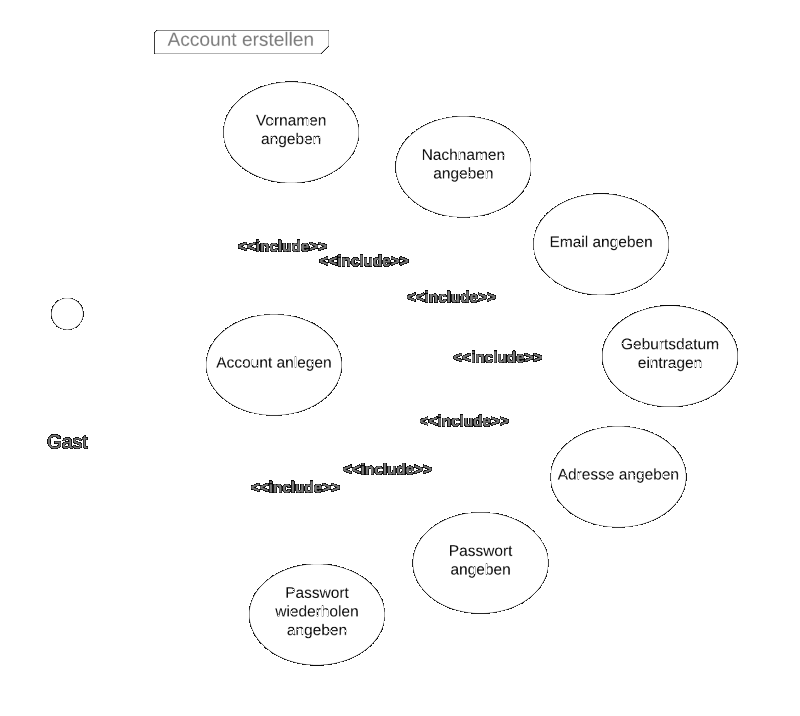 Account erstellen
Vornamen
angeben
Nachnamen
angeben
Email angeben
<<include>>
<<include>>
<<include>>
Geburtsdatum
eintragen
<<include>>
Account anlegen
<<include>>
Gast
<<include>>
<<include>>
Adresse angeben
Passwort
angeben
Passwort
wiederholen
angeben